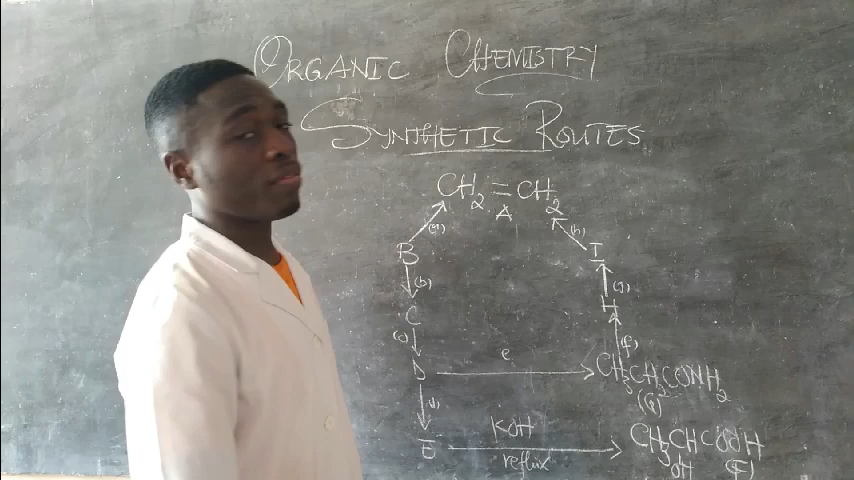 ORGANIC CHEMISTRY
SYNTHETIC ROUTES
CH2=CH2
A
(a) (h)
B I
(b) (g)
C H
(c) (f)
D e CH3CH2CONH2
(G)
(d)
E KOH CH3CHCOOH
reflux OH (F)